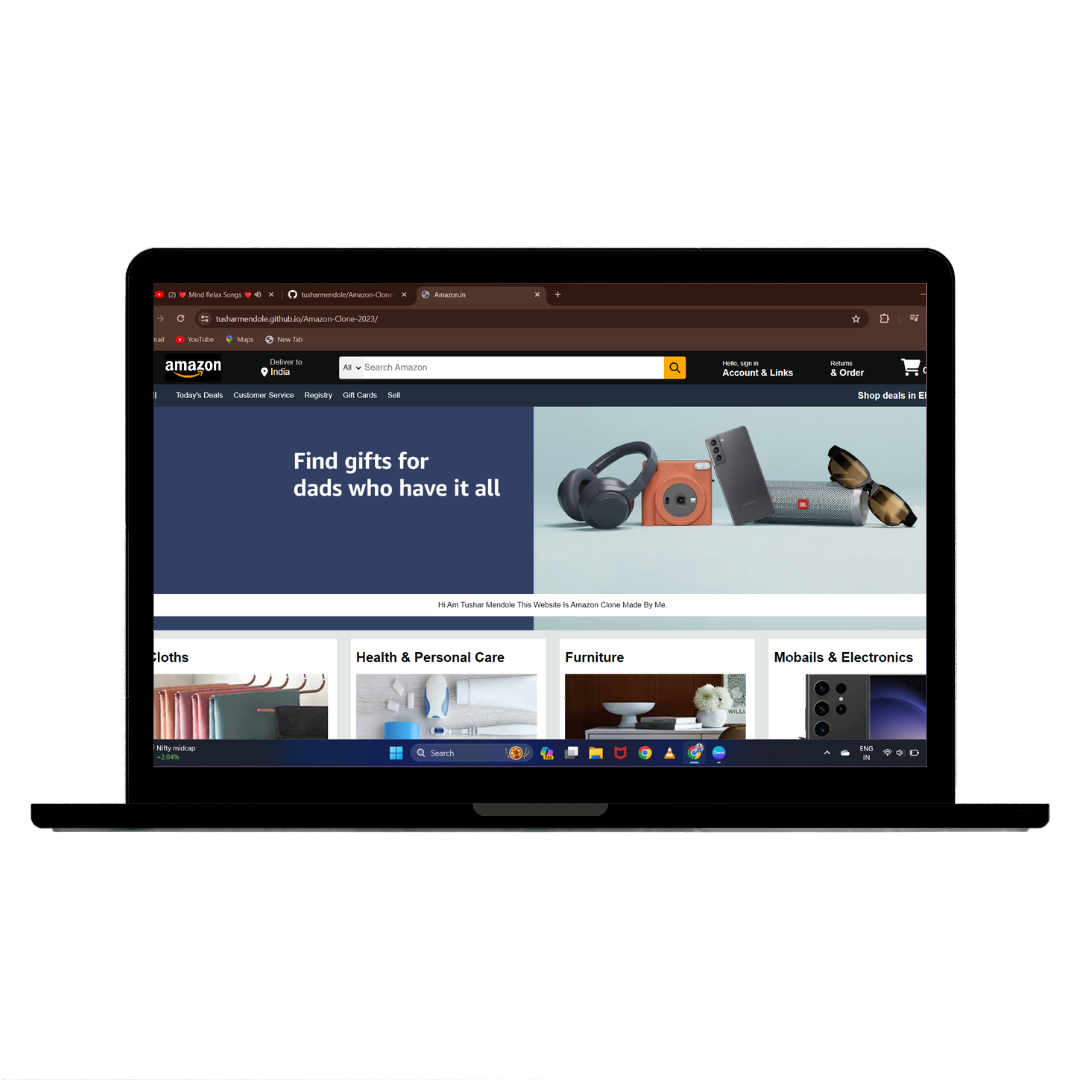 Mind Relax Songs
tusharmendole/Amazon-Clone
Amazon.in
tusharmendole.github.io/Amazon-Clone-2023/
mail
YouTube
Maps
New Tab
amazon
Deliver to
India
All
Search Amazon
Hello, sign in
Account & Links
Returns
& Order
Today's Deals
Customer Service
Registry
Gift Cards
Sell
Shop deals in El
Find gifts for
dads who have it all
JBL
Hi Am Tushar Mendole This Website Is Amazon Clone Made By Me.
Cloths
Health & Personal Care
Furniture
Mobails & Electronics
WILLI
Nifty midcap
+2.04%
Search
ENG
IN